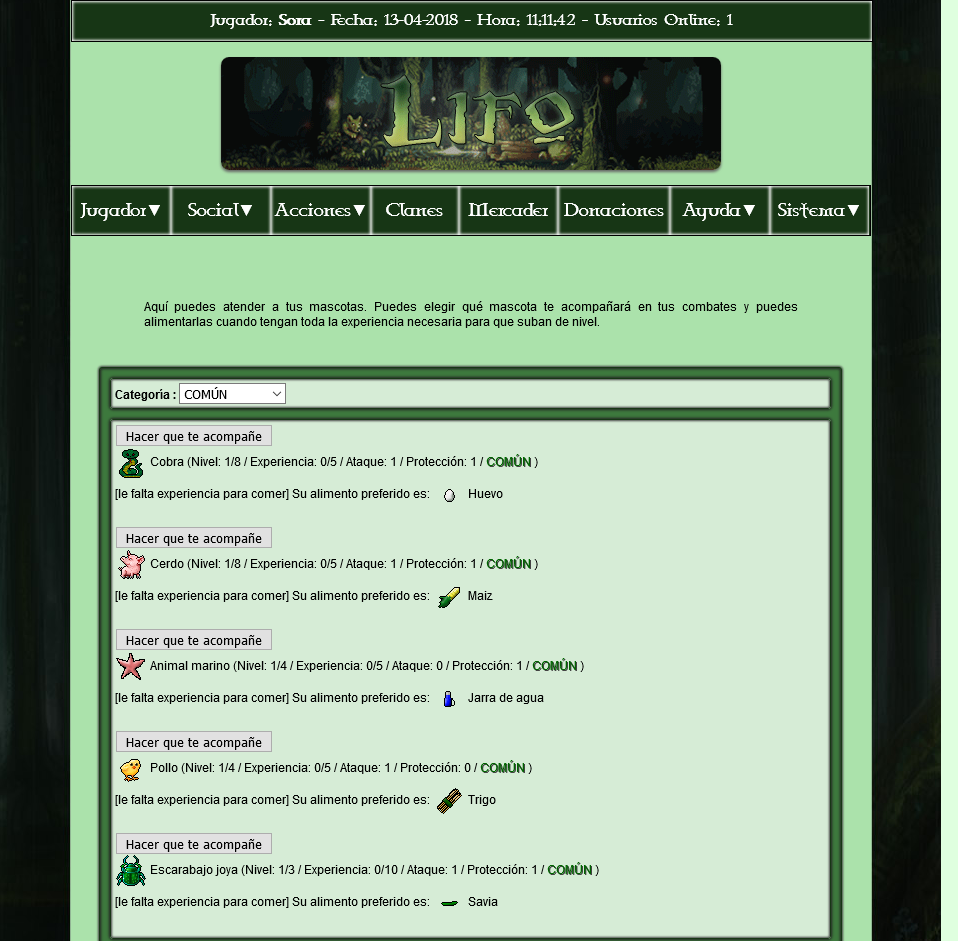 Jugador: Sora - Fecha: 13-04-2018 - Hora: 11:11:42 - Usuarios Online: 1
Lifo
Jugador▼ Social▼ Acciones▼ Clanes Mercader Donaciones Ayuda▼ Sistema▼
Aquí puedes atender a tus mascotas. Puedes elegir qué mascota te acompañará en tus combates y puedes
alimentarlas cuando tengan toda la experiencia necesaria para que suban de nivel.
Categoría : COMÚN
Hacer que te acompañe
Cobra (Nivel: 1/8 / Experiencia: 0/5 / Ataque: 1 / Protección: 1 / COMÚN )
[le falta experiencia para comer] Su alimento preferido es: Huevo
Hacer que te acompañe
Cerdo (Nivel: 1/8 / Experiencia: 0/5 / Ataque: 1 / Protección: 1 / COMÚN )
[le falta experiencia para comer] Su alimento preferido es: Maiz
Hacer que te acompañe
Animal marino (Nivel: 1/4 / Experiencia: 0/5 / Ataque: 0 / Protección: 1 / COMÚN )
[le falta experiencia para comer] Su alimento preferido es: Jarra de agua
Hacer que te acompañe
Pollo (Nivel: 1/4 / Experiencia: 0/5 / Ataque: 1 / Protección: 0 / COMÚN )
[le falta experiencia para comer] Su alimento preferido es: Trigo
Hacer que te acompañe
Escarabajo joya (Nivel: 1/3 / Experiencia: 0/10 / Ataque: 1 / Protección: 1 / COMÚN )
[le falta experiencia para comer] Su alimento preferido es: Savia